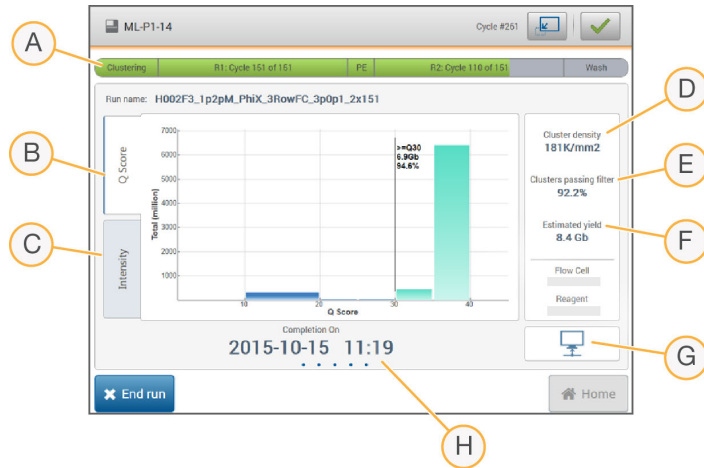 ML-P1-14
Cycle #261
A
Clustering
R1: Cycle 151 of 151
PE
R2: Cycle 110 of 151
Wash
Run name: H002F3_1p2pM_PhiX_3RowFC_3p0p1_2x151
B
Q Score
C
Intensity
7000
6000
5000
4000
3000
2000
1000
Total (million)
>=Q30
6.9Gb
94.6%
10
20
30
40
Q Score
Cluster density
181K/mm2
D
Clusters passing filter
92.2%
E
Estimated yield
8.4 Gb
F
Flow Cell
Reagent
G
Completion On
2015-10-15 11:19
H
End run
Home